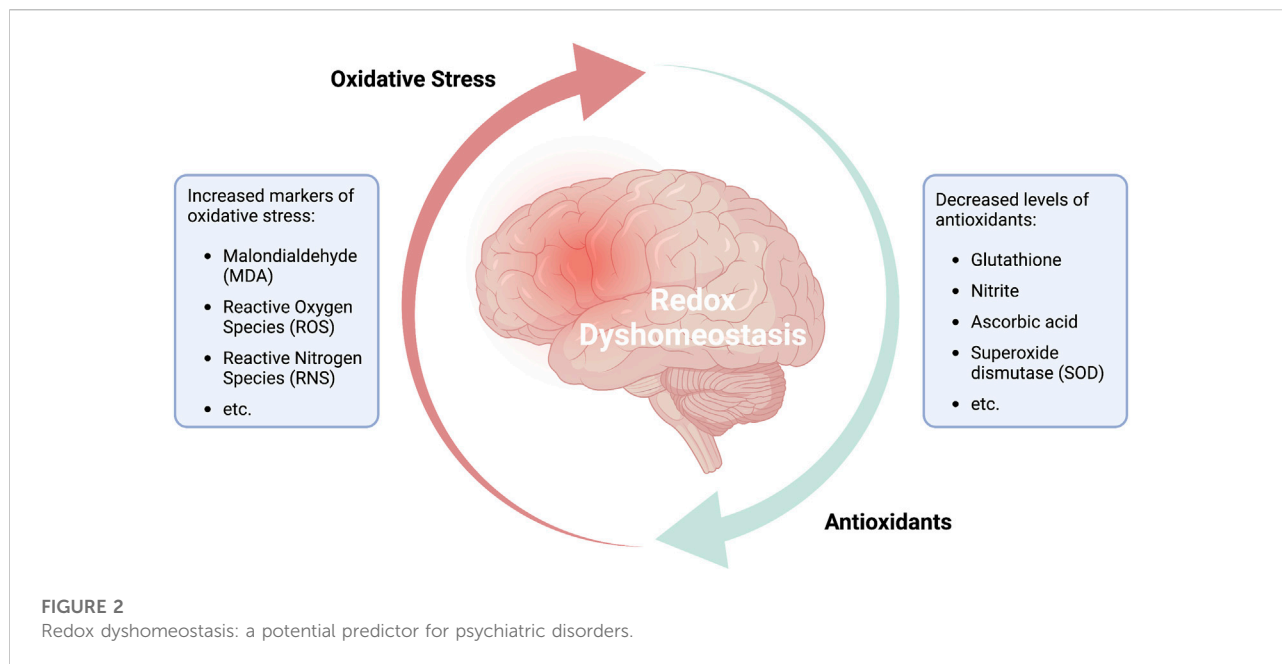 Oxidative Stress
Increased markers of
oxidative stress:
• Malondialdehyde
(MDA)
• Reactive Oxygen
Species (ROS)
• Reactive Nitrogen
Species (RNS)
• etc.
Redox
Dyshomeostasis
Decreased levels of
antioxidants:
• Glutathione
• Nitrite
• Ascorbic acid
• Superoxide
dismutase (SOD)
• etc.
Antioxidants
FIGURE 2
Redox dyshomeostasis: a potential predictor for psychiatric disorders.